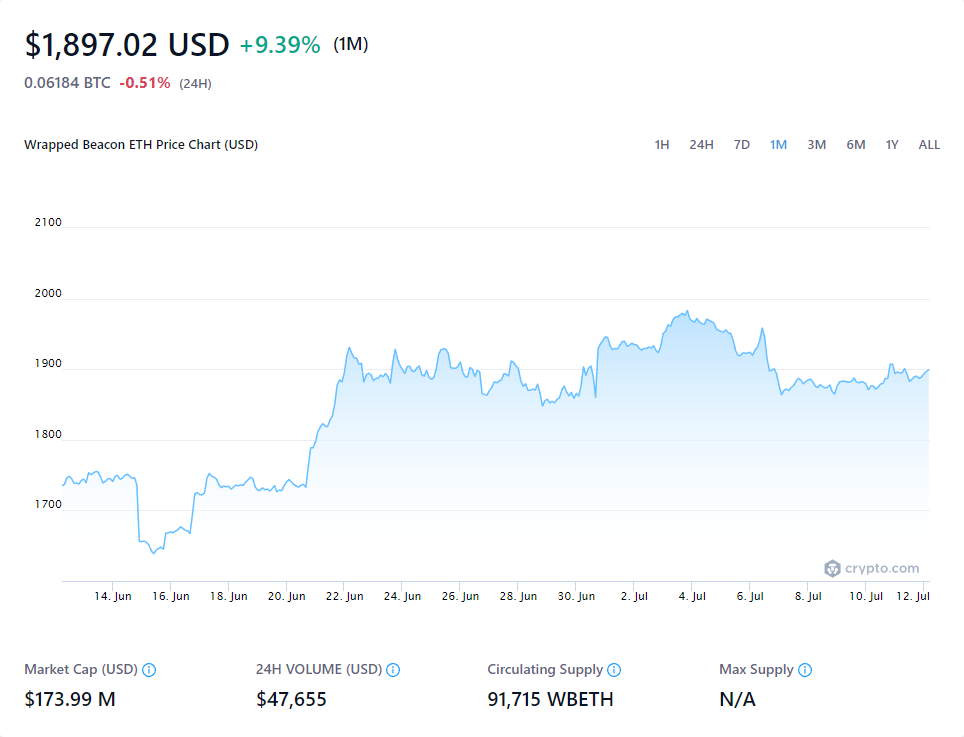 $1,897.02 USD +9.39% (1M)
0.06184 BTC -0.51% (24H)
Wrapped Beacon ETH Price Chart (USD) 1H 24H 7D 1M 3M 6M 1Y ALL
2100
2000
1900
1800
1700
crypto.com
14. Jun 16. Jun 18. Jun 20. Jun 22. Jun 24. Jun 26. Jun 28. Jun 30. Jun 2. Jul 4. Jul 6. Jul 8. Jul 10. Jul 12. Jul
Market Cap (USD) 24H VOLUME (USD) Circulating Supply Max Supply
$173.99 M $47,655 91,715 WBETH N/A